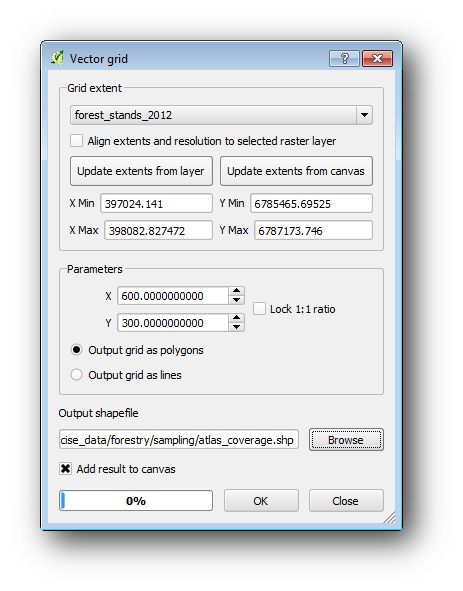 Vector grid
Grid extent
forest_stands_2012
Align extents and resolution to selected raster layer
Update extents from layer Update extents from canvas
X Min 397024.141 Y Min 6785465.69525
X Max 398082.827472 Y Max 6787173.746
Parameters
X 600.0000000000
Lock 1:1 ratio
Y 300.0000000000
Output grid as polygons
Output grid as lines
Output shapefile
cise_data/forestry/sampling/atlas_coverage.shp Browse
Add result to canvas
0% OK Close